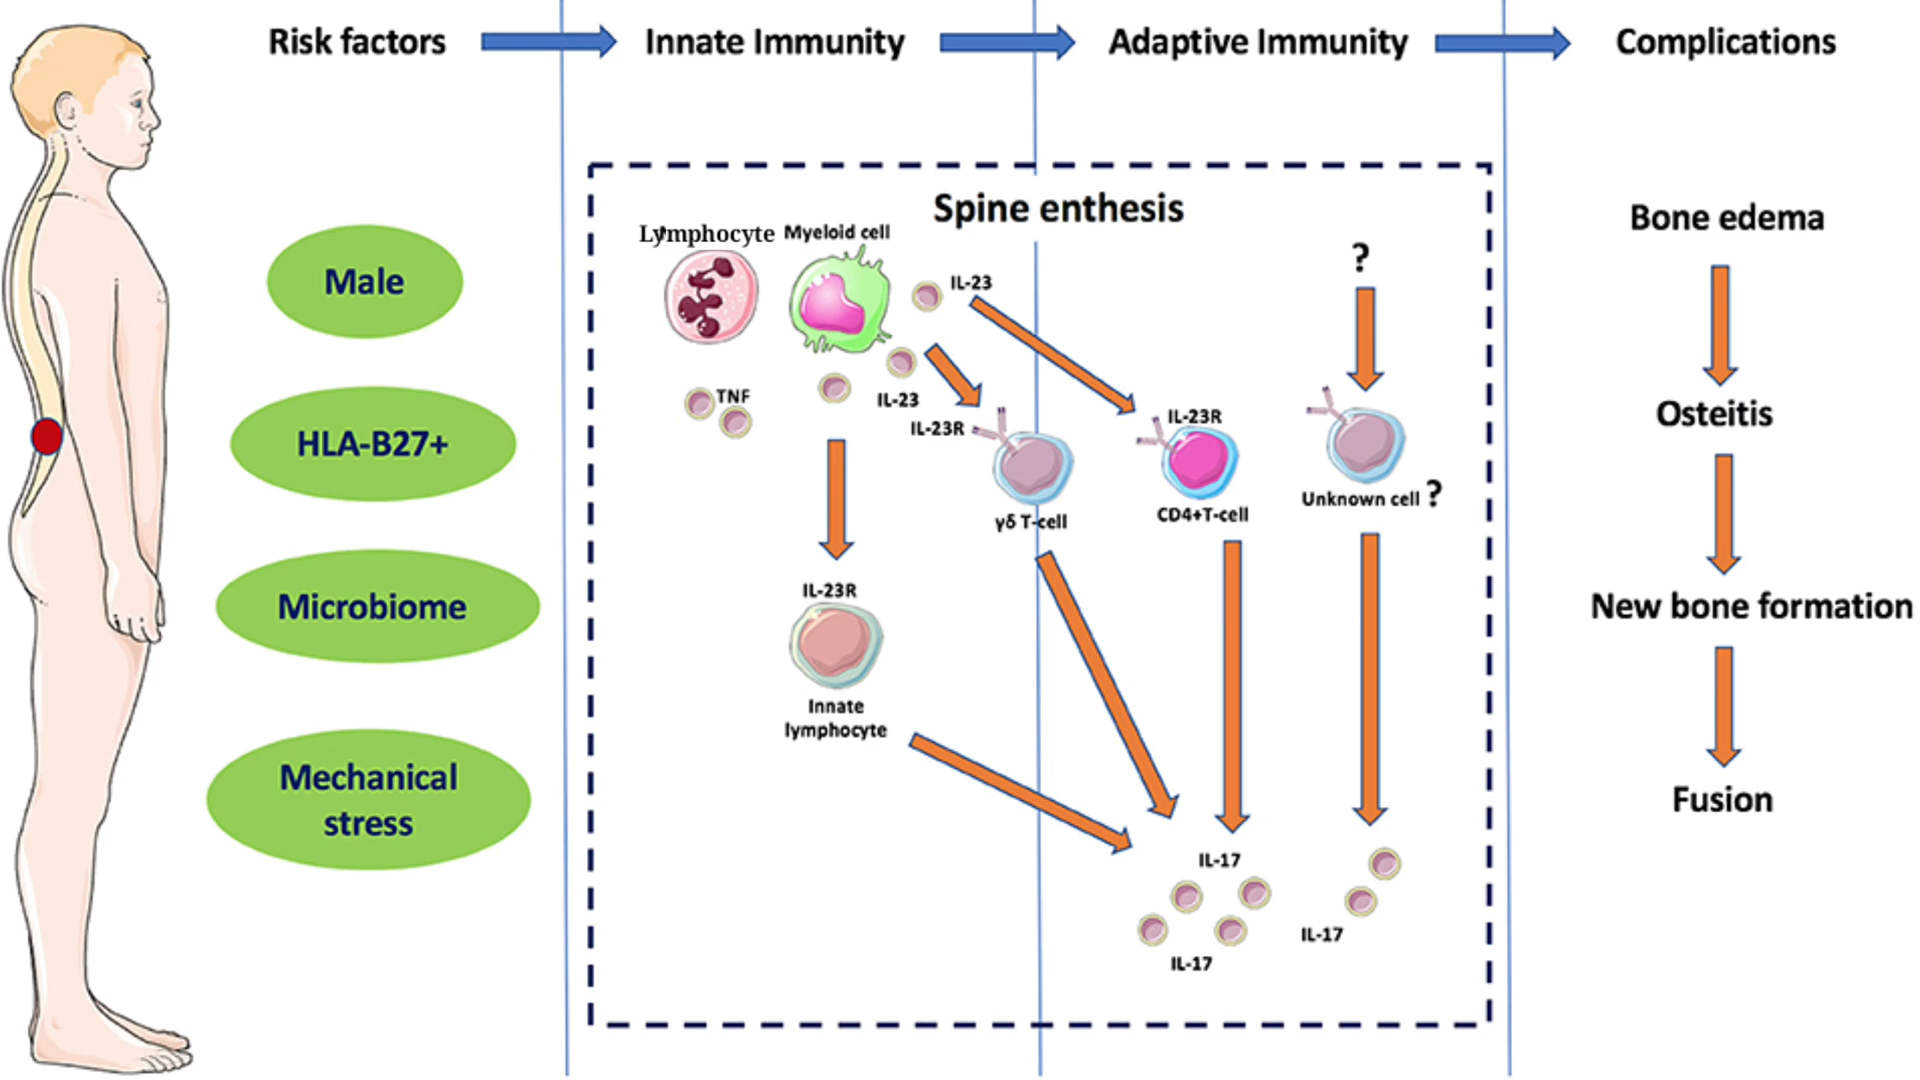 Risk factors
Innate Immunity
Adaptive Immunity
Complications
Male
HLA-B27+
Microbiome
Mechanical
stress
Spine enthesis
Lymphocyte
Myeloid cell
IL-23
TNF
IL-23
IL-23R
γδ T-cell
IL-23R
CD4+T-cell
?
Unknown cell ?
IL-23R
Innate
lymphocyte
IL-17
IL-17
IL-17
Bone edema
Osteitis
New bone formation
Fusion